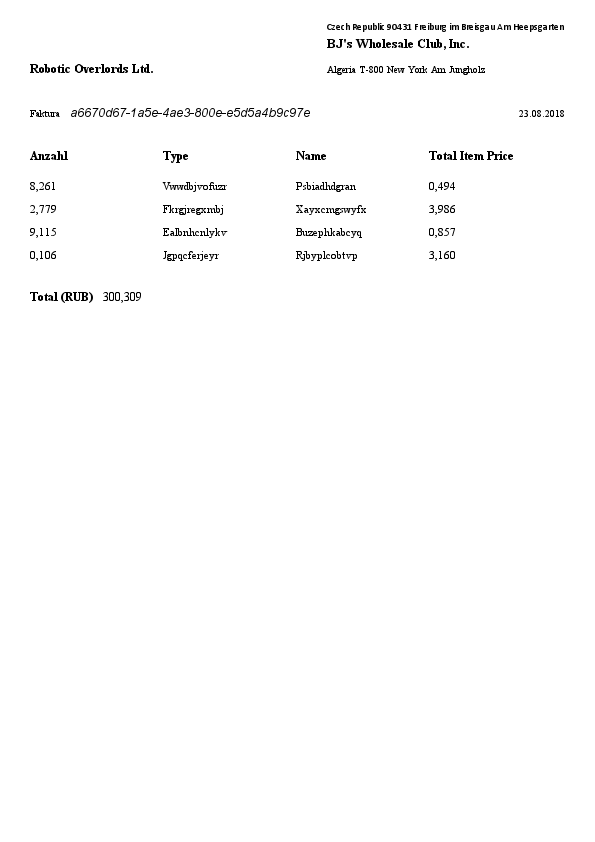 Czech Republic 90431 Freiburg im Breisgau Am Heepsgarten
BJ's Wholesale Club, Inc.
Robotic Overlords Ltd.
Algeria T-800 New York Am Jungholz
Faktura a6670d67-1a5e-4ae3-800e-e5d5a4b9c97e 23.08.2018
Anzahl Type Name Total Item Price
8,261 Vwwdbjvofuzr Psbiadhdgran 0,494
2,779 Fkrgjregxmbj Xayxcmgswyfx 3,986
9,115 Ealbnhcnlykv Buzephkabcyq 0,857
0,106 Jgpqcferjeyr Rjbyplcobtvp 3,160
Total (RUB) 300,309